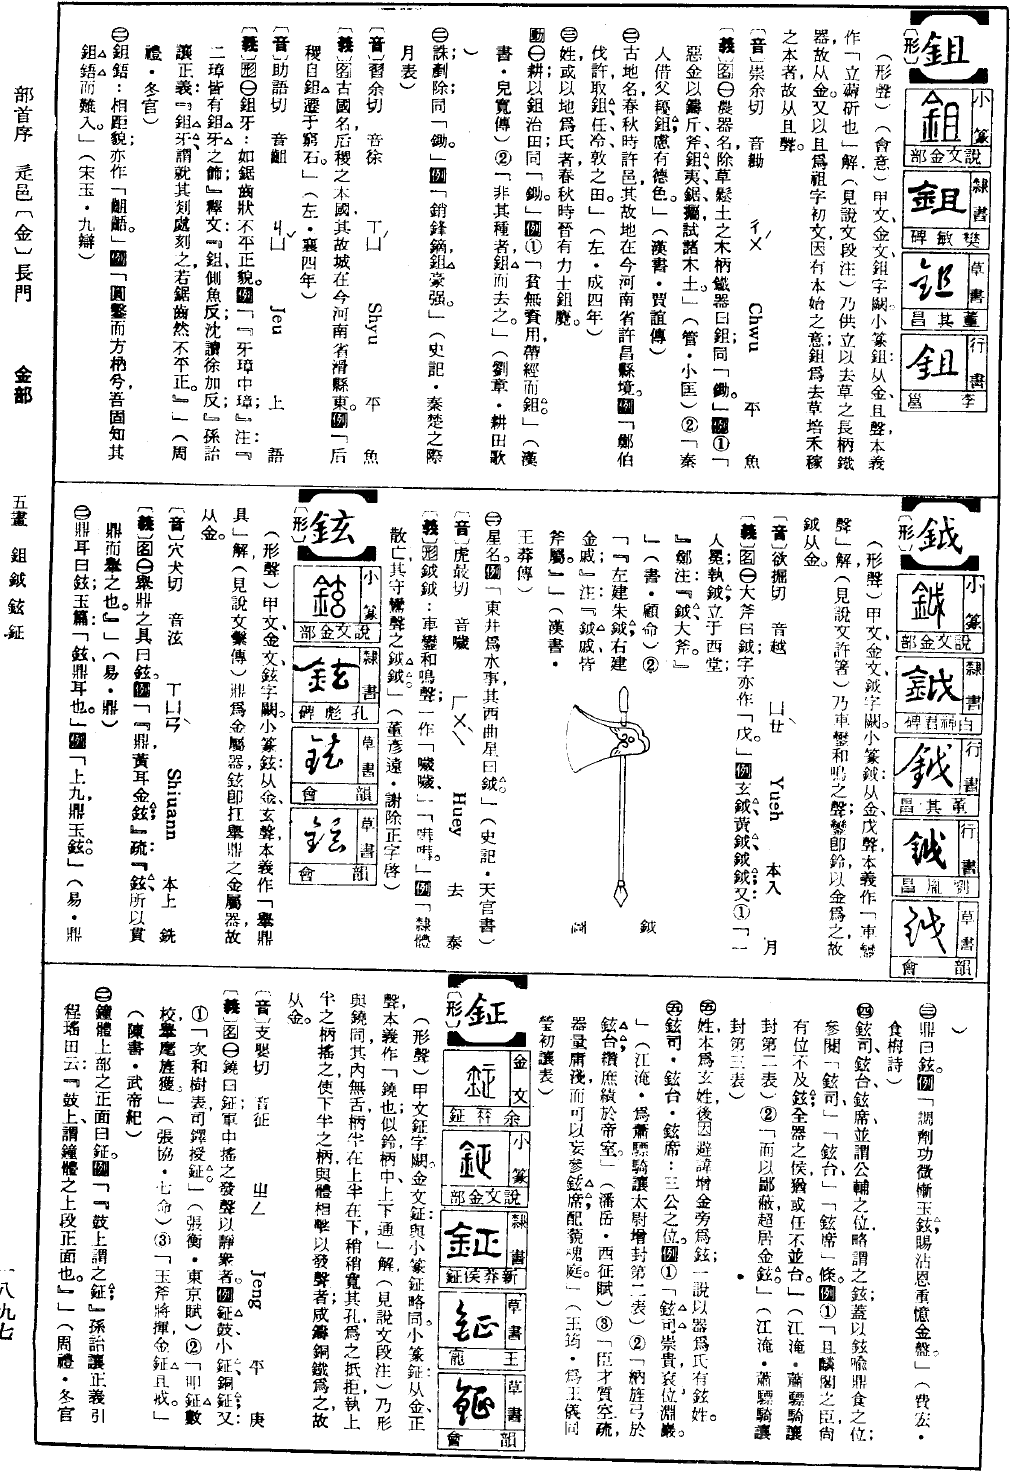 部首序 辵邑〔金〕長門
金部
五畫 鉏鉞鉉鉦
一八九七
鉏
〔形〕
小篆
說文金部
隸書
樊敏碑
草書
董其昌
行書
李邕
（形聲）（會意）甲文、金文鉏字闕。小篆鉏：从金、且聲，本義
作「立薅斫也」解（見說文段注）乃供立以去草之長柄鐵
器，故从金。又以且為祖字初文，因有本始之意，鉏為去草培禾稼
之本者，故从且聲。
〔音〕崇余切 音鋤 ㄔㄨˊ Chwu 平 魚
〔義〕図㊀農器名，除草鬆土之木柄鐵器曰鉏，同「鋤」。例①「
惡金以鑄斤斧鉏夷鋸欘，試諸木土。」（管・小匡）②「秦
人借父耰鉏，慮有德色。」（漢書・賈誼傳）
㊁古地名，春秋時許邑，其故地在今河南省許昌縣境。例「鄭伯
伐許，取鉏任、冷敦之田。」（左・成四年）
㊂姓，或以地為氏者，春秋時晉有力士鉏麑。
動㊀耕，以鉏治田；同「鋤」。例①「貧無資用，帶經而鉏。」（漢
書・兒寬傳）②「非其種者，鉏而去之。」（劉章・耕田歌
）
㊁誅，剷除，同「鋤」。例「銷鋒鏑，鉏豪强。」（史記・秦楚之際
月表）
〔音〕習余切 音徐 ㄒㄩˊ Shyu 平 魚
〔義〕図古國名，后稷之本國，其故城在今河南省滑縣東。例「后
稷自鉏遷于窮石。」（左・襄四年）
〔音〕助語切 音齟 ㄐㄩˇ Jeu 上 語
〔義〕形㊀鉏牙：如鋸齒狀不平正貌。例「『牙璋中璋』注：『
二璋皆有鉏牙之飾』釋文：『鉏側魚反，沈讀徐加反。』孫詒
讓正義：『鉏牙，謂就其剡處刻之，若鋸齒然，不平正。』」（周
禮・冬官）
㊁鉏鋙：相距貌，亦作「齟齬」。例「圜鑿而方枘兮，吾固知其
鉏鋙而難入。」（宋玉・九辯）
鉞
〔形〕
小篆
說文金部
隸書
白神君碑
行書
董其昌
行書
劉胤昌
草書
韻會
（形聲）甲文、金文鉞字闕。小篆鉞：从金、戉聲，本義作「車鑾
聲」解（見說文許箸）乃車鑾和鳴之聲；鑾即鈴，以金為之，故
鉞从金。
〔音〕欲掘切 音越 ㄩㄝˋ Yueh 本入 月
〔義〕図㊀大斧曰鉞，字亦作「戉」。例玄鉞、黃鉞、鉞鉞；又①「一
人冕執鉞，立于西堂
『鄭注：『鉞，大斧。』
」（書・顧命）②
「『左建朱鉞，右建
金戚。』注『鉞、戚皆
斧屬。』」（漢書・
王莽傳）
鉞
圖
㊁星名。例「東井為水事，其西曲星曰鉞。」（史記・天官書）
〔音〕虎最切 音噦 ㄏㄨㄟˋ Huey 去 泰
〔義〕形鉞鉞：車鑾和鳴聲；一作「噦噦」、「 」。例「隸體
散亡，其守鸞聲之鉞鉞」（董彥遠・謝除正字啓）
鉉
〔形〕
小篆
說文金部
隸書
孔彪碑
草書
韻會
草書
韻會
（形聲）甲文、金文、鉉字闕。小篆鉉：从金、玄聲，本義作「舉鼎
具」解，（見說文繫傳）鼎為金屬器，鉉即扛舉鼎之金屬器，故
从金。
〔音〕穴犬切 音泫 ㄒㄩㄢˋ Shiuann 本上 銑
〔義〕図㊀舉鼎之具曰鉉。例「『鼎，黃耳金鉉；』疏『鉉，所以貫
鼎而舉之也。』」（易・鼎）
㊁鼎耳曰鉉，玉篇：「鉉，鼎耳也。」例「上九，鼎玉鉉。」（易・鼎
）
㊂鼎曰鉉。例「調劑功微慚玉鉉，賜沾恩重憶金盤。」（費宏・
食梅詩）
㊃鉉司、鉉台、鉉席，並謂公輔之位，略謂之鉉；蓋以鉉喻鼎食之位；
參閱「鉉司」「鉉台」「鉉席」條。例①「且麟閣之臣，尚
有位不及鉉；全器之侯，猶或任不並台。」（江淹・蕭驃騎讓
封第二表）②「而以鄙蔽，超居金鉉。」（江淹・蕭驃騎讓
封第三表）
㊄姓，本為玄姓，後因避諱，增金旁為鉉；一說以器為氏，有鉉姓。
㊅鉉司・鉉台・鉉席：三公之位。例①「鉉司崇貴，袞位淵巖。
」（江淹・為蕭驃騎讓太尉增封第二表）②「納旌弓於
鉉台，讚庶績於帝室。」（潘岳・西征賦）③「臣才質空疏，
器量庸淺，而可以妄參鉉席，配藐槐庭。」（王筠・為王儀同
瑩初讓表）
鉦
〔形〕
金文
余冉鉦
小篆
說文金部
隸書
新莽侯鉦
草書
王寵
草書
韻會
（形聲）甲文鉦字闕。金文鉦與小篆鉦略同。小篆鉦：从金、正
聲，本義作「鐃也，似鈴，柄中上下通」解（見說文段注）乃形
與鐃同，其內無舌，柄半在上，半在下，稍稍寬其孔為之抵拒，執上
半之柄搖之，使下半之柄與體相擊以發聲者，咸鑄銅鐵為之，故
从金。
〔音〕支嬰切 音征 ㄓㄥ Jeng 平 庚
〔義〕図㊀鐃曰鉦，軍中搖之發聲以靜眾者。例鉦鼓、小鉦、銅鉦；又
①「次和樹表，司鐸授鉦。」（張衡・東京賦）②「叩鉦數
校，舉麾旌獲。」（張協・七命）③「玉斧將揮，金鉦且戒。」
（陳書・武帝紀）
㊁鐘體上部之正面曰鉦。例「『鼓上謂之鉦，』孫詒讓正義引
程瑤田云：『鼓上，謂鐘體之上段正面也。』」（周禮・冬官